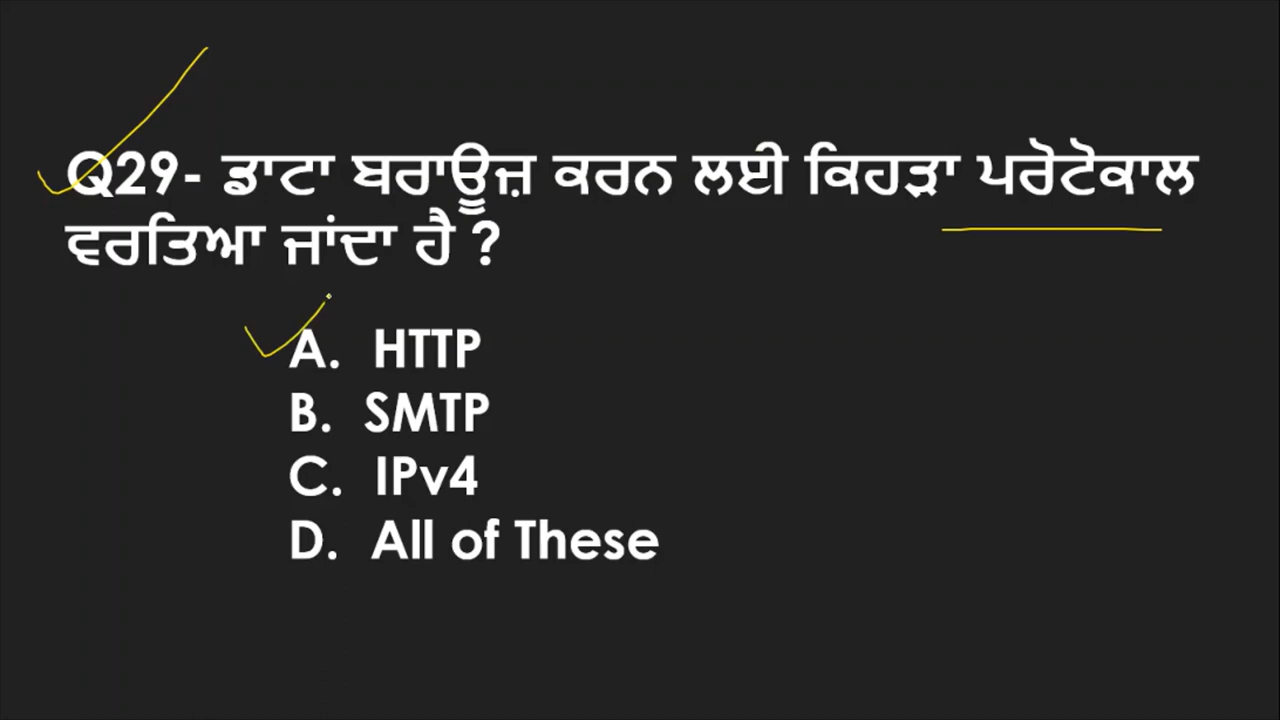 Q29- ਡਾਟਾ ਬਰਾਊਜ਼ ਕਰਨ ਲਈ ਕਿਹੜਾ ਪਰੋਟੋਕਾਲ
ਵਰਤਿਆ ਜਾਂਦਾ ਹੈ ?
A. HTTP
B. SMTP
C. IPv4
D. All of These